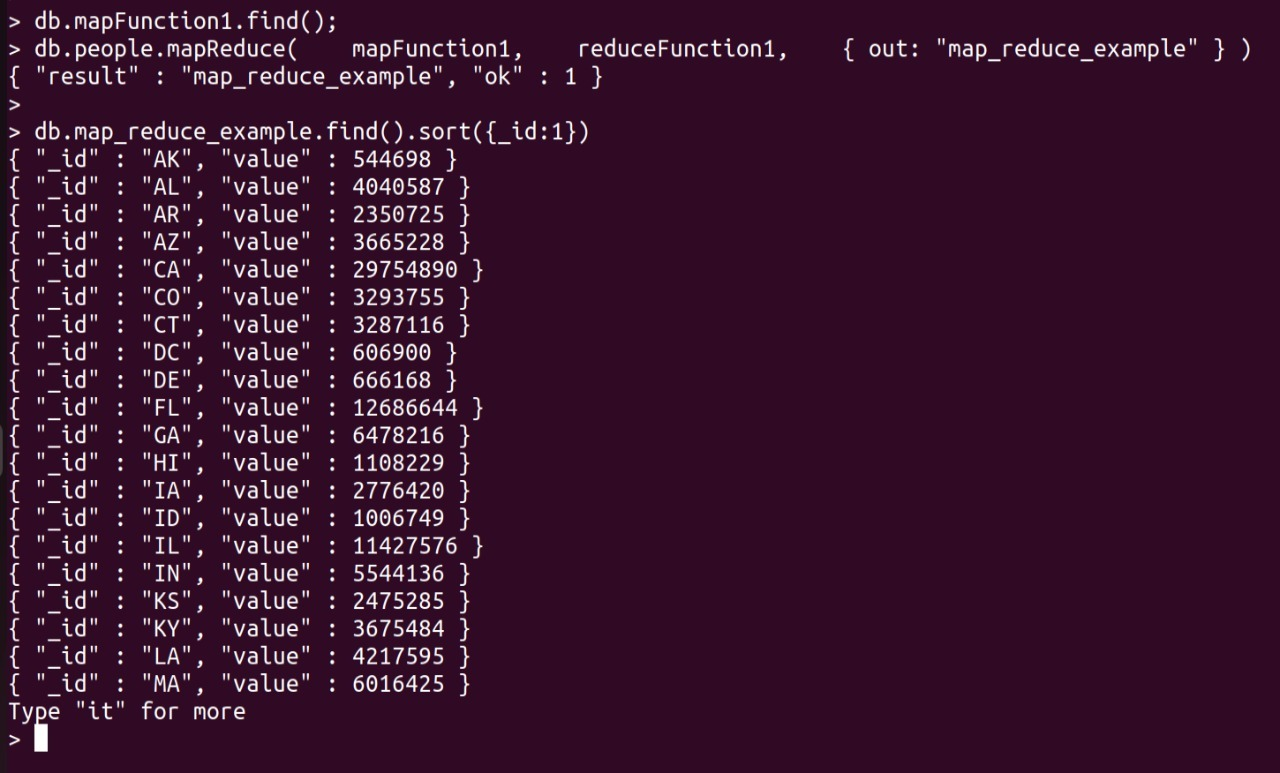 > db.mapFunction1.find();
> db.people.mapReduce(    mapFunction1,    reduceFunction1,    { out: "map_reduce_example" } )
{ "result" : "map_reduce_example", "ok" : 1 }
>
> db.map_reduce_example.find().sort({_id:1})
{ "_id" : "AK", "value" : 544698 }
{ "_id" : "AL", "value" : 4040587 }
{ "_id" : "AR", "value" : 2350725 }
{ "_id" : "AZ", "value" : 3665228 }
{ "_id" : "CA", "value" : 29754890 }
{ "_id" : "CO", "value" : 3293755 }
{ "_id" : "CT", "value" : 3287116 }
{ "_id" : "DC", "value" : 606900 }
{ "_id" : "DE", "value" : 666168 }
{ "_id" : "FL", "value" : 12686644 }
{ "_id" : "GA", "value" : 6478216 }
{ "_id" : "HI", "value" : 1108229 }
{ "_id" : "IA", "value" : 2776420 }
{ "_id" : "ID", "value" : 1006749 }
{ "_id" : "IL", "value" : 11427576 }
{ "_id" : "IN", "value" : 5544136 }
{ "_id" : "KS", "value" : 2475285 }
{ "_id" : "KY", "value" : 3675484 }
{ "_id" : "LA", "value" : 4217595 }
{ "_id" : "MA", "value" : 6016425 }
Type "it" for more
>